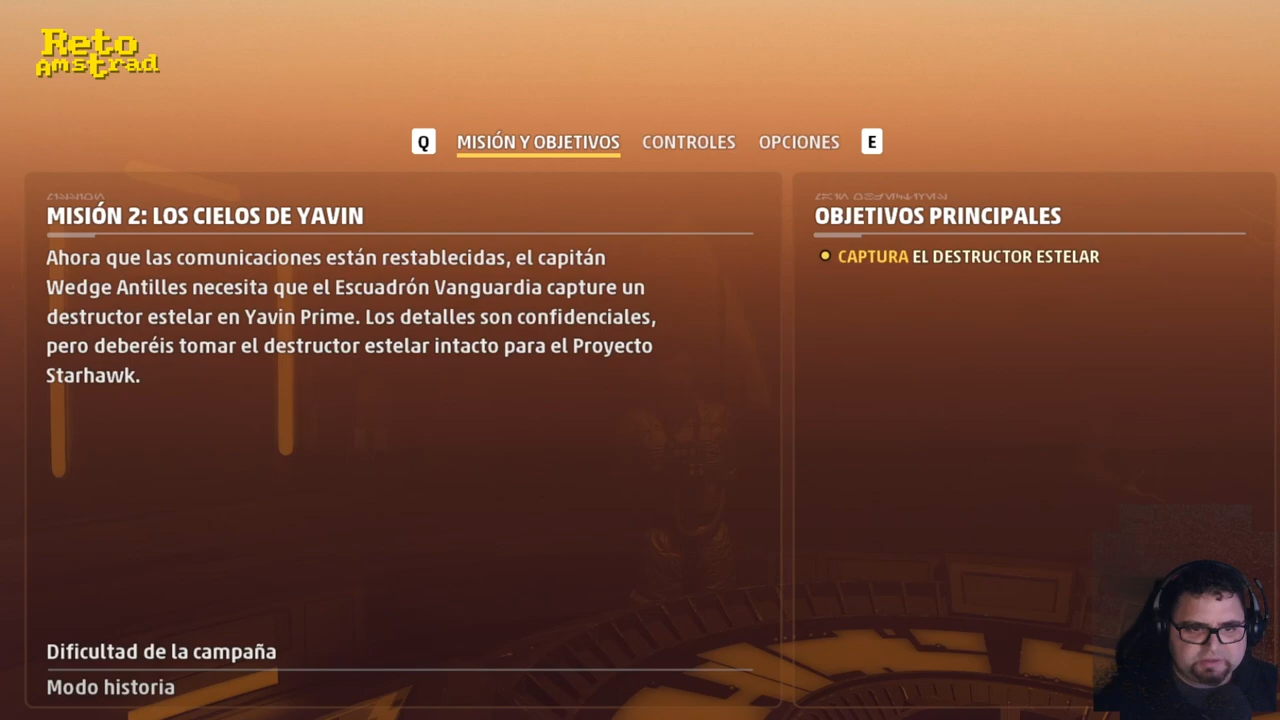 Reto
Amstrad
Q MISIÓN Y OBJETIVOS CONTROLES OPCIONES E
MISIÓN 2: LOS CIELOS DE YAVIN
Ahora que las comunicaciones están restablecidas, el capitán
Wedge Antilles necesita que el Escuadrón Vanguardia capture un
destructor estelar en Yavin Prime. Los detalles son confidenciales,
pero deberéis tomar el destructor estelar intacto para el Proyecto
Starhawk.
Dificultad de la campaña
Modo historia
OBJETIVOS PRINCIPALES
CAPTURA EL DESTRUCTOR ESTELAR